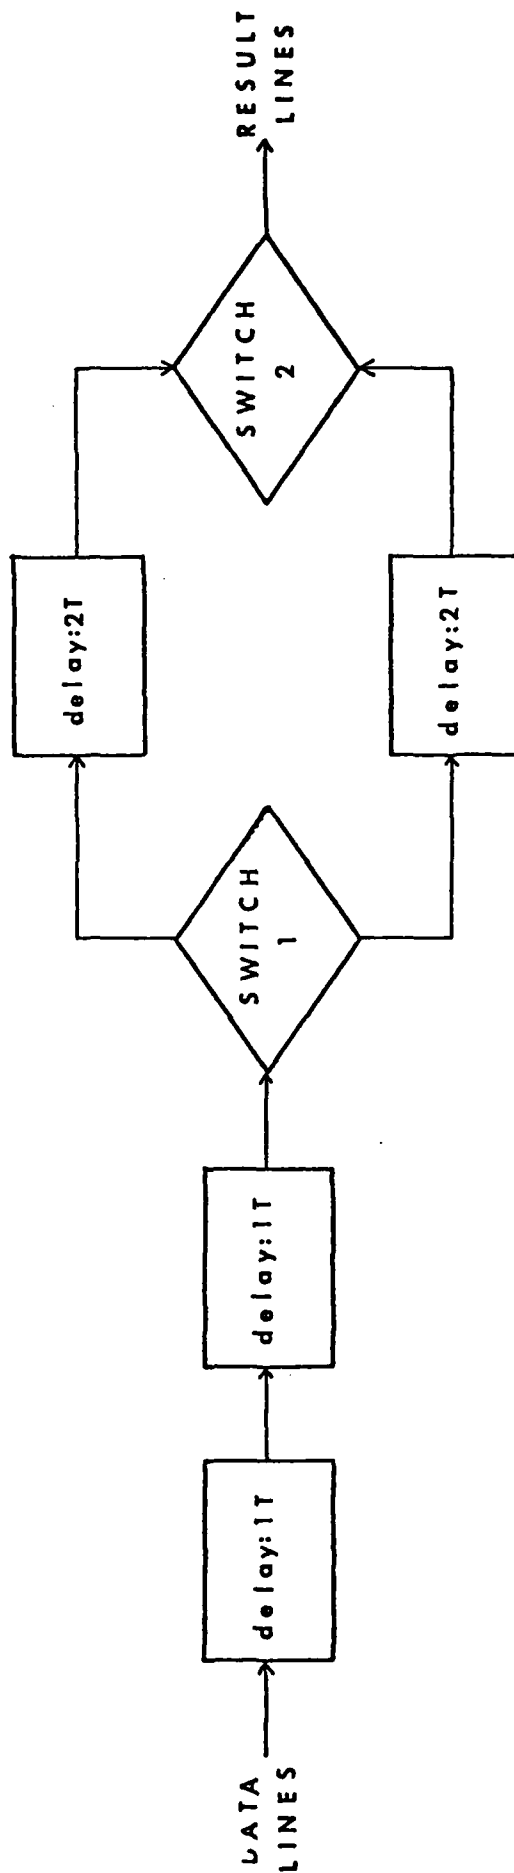 DATA
LINES
delay:1T
delay:1T
SWITCH
1
delay:2T
delay:2T
SWITCH
2
RESULT
LINES